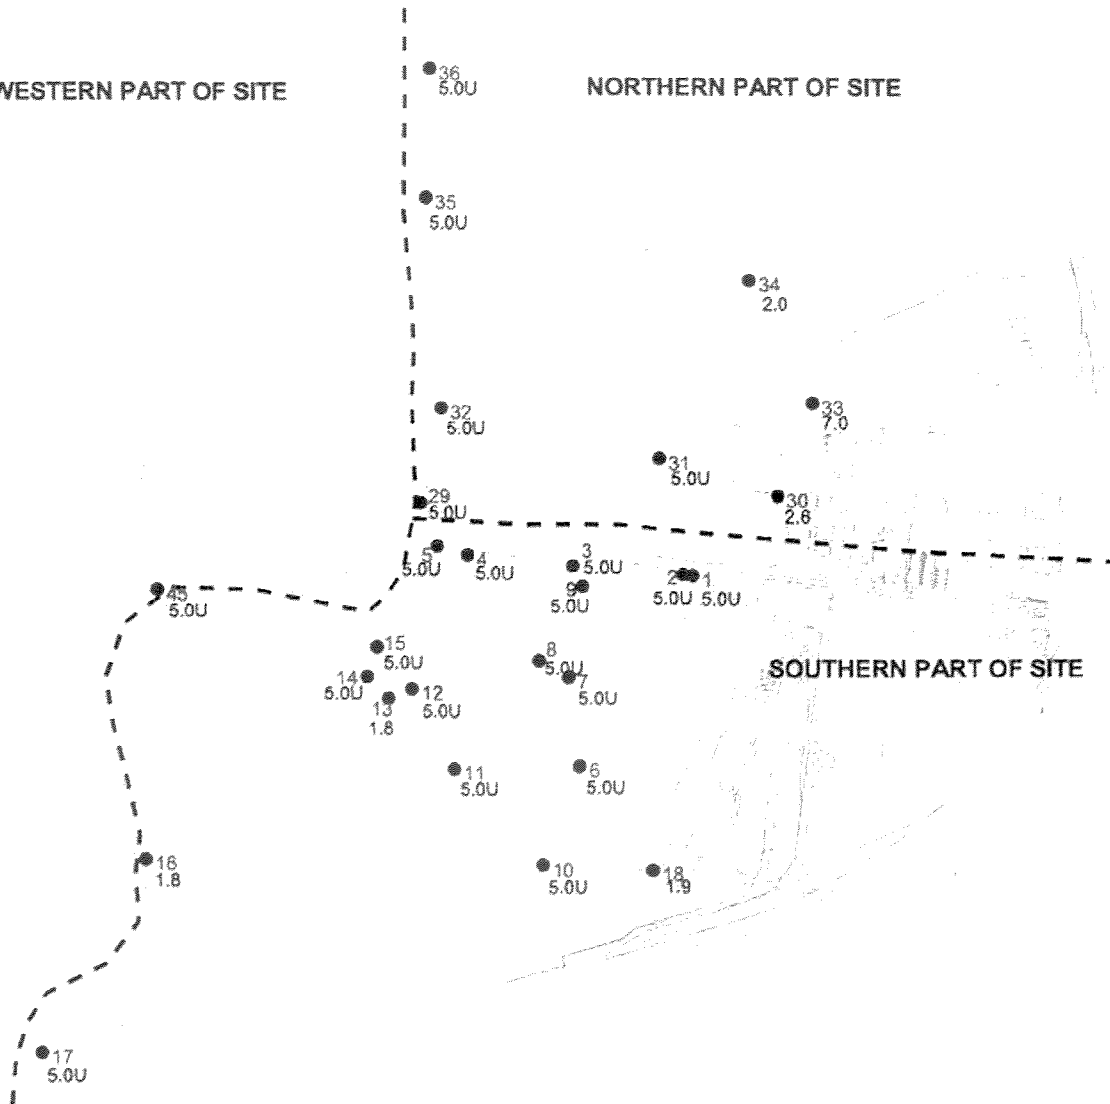 WESTERN PART OF SITE
NORTHERN PART OF SITE
36
5.0U
35
5.0U
34
2.0
33
7.0
32
5.0U
31
5.0U
30
2.6
29
5.0U
5
5.0U
4
5.0U
3
5.0U
9
5.0U
2
5.0U
1
5.0U
45
5.0U
15
5.0U
14
5.0U
13
1.8
12
5.0U
8
5.0U
7
5.0U
SOUTHERN PART OF SITE
11
5.0U
6
5.0U
16
1.8
10
5.0U
18
1.9
17
5.0U